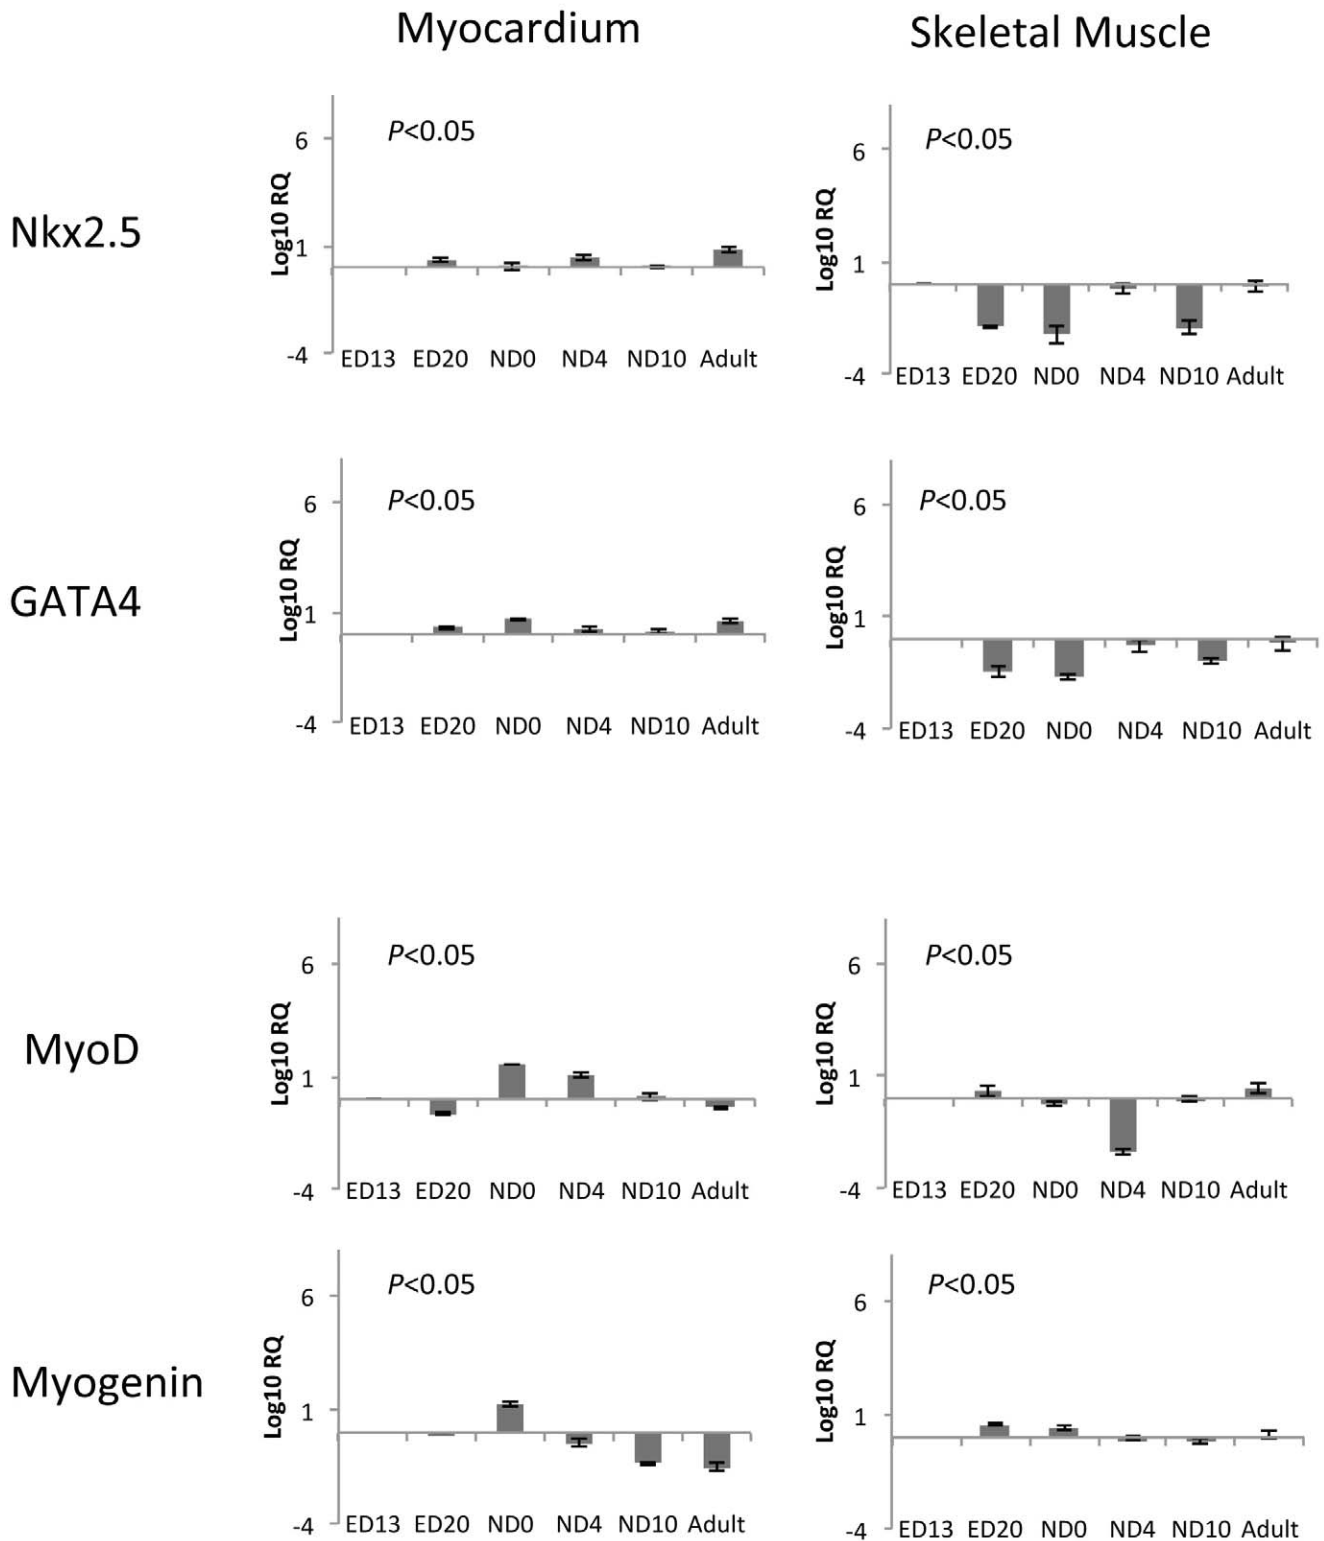 Myocardium
Skeletal Muscle
Nkx2.5
P<0.05
6
1
-4
Log10 RQ
ED13 ED20 ND0 ND4 ND10 Adult
P<0.05
6
1
-4
Log10 RQ
ED13 ED20 ND0 ND4 ND10 Adult
GATA4
P<0.05
6
1
-4
Log10 RQ
ED13 ED20 ND0 ND4 ND10 Adult
P<0.05
6
1
-4
Log10 RQ
ED13 ED20 ND0 ND4 ND10 Adult
MyoD
P<0.05
6
1
-4
Log10 RQ
ED13 ED20 ND0 ND4 ND10 Adult
P<0.05
6
1
-4
Log10 RQ
ED13 ED20 ND0 ND4 ND10 Adult
Myogenin
P<0.05
6
1
-4
Log10 RQ
ED13 ED20 ND0 ND4 ND10 Adult
P<0.05
6
1
-4
Log10 RQ
ED13 ED20 ND0 ND4 ND10 Adult